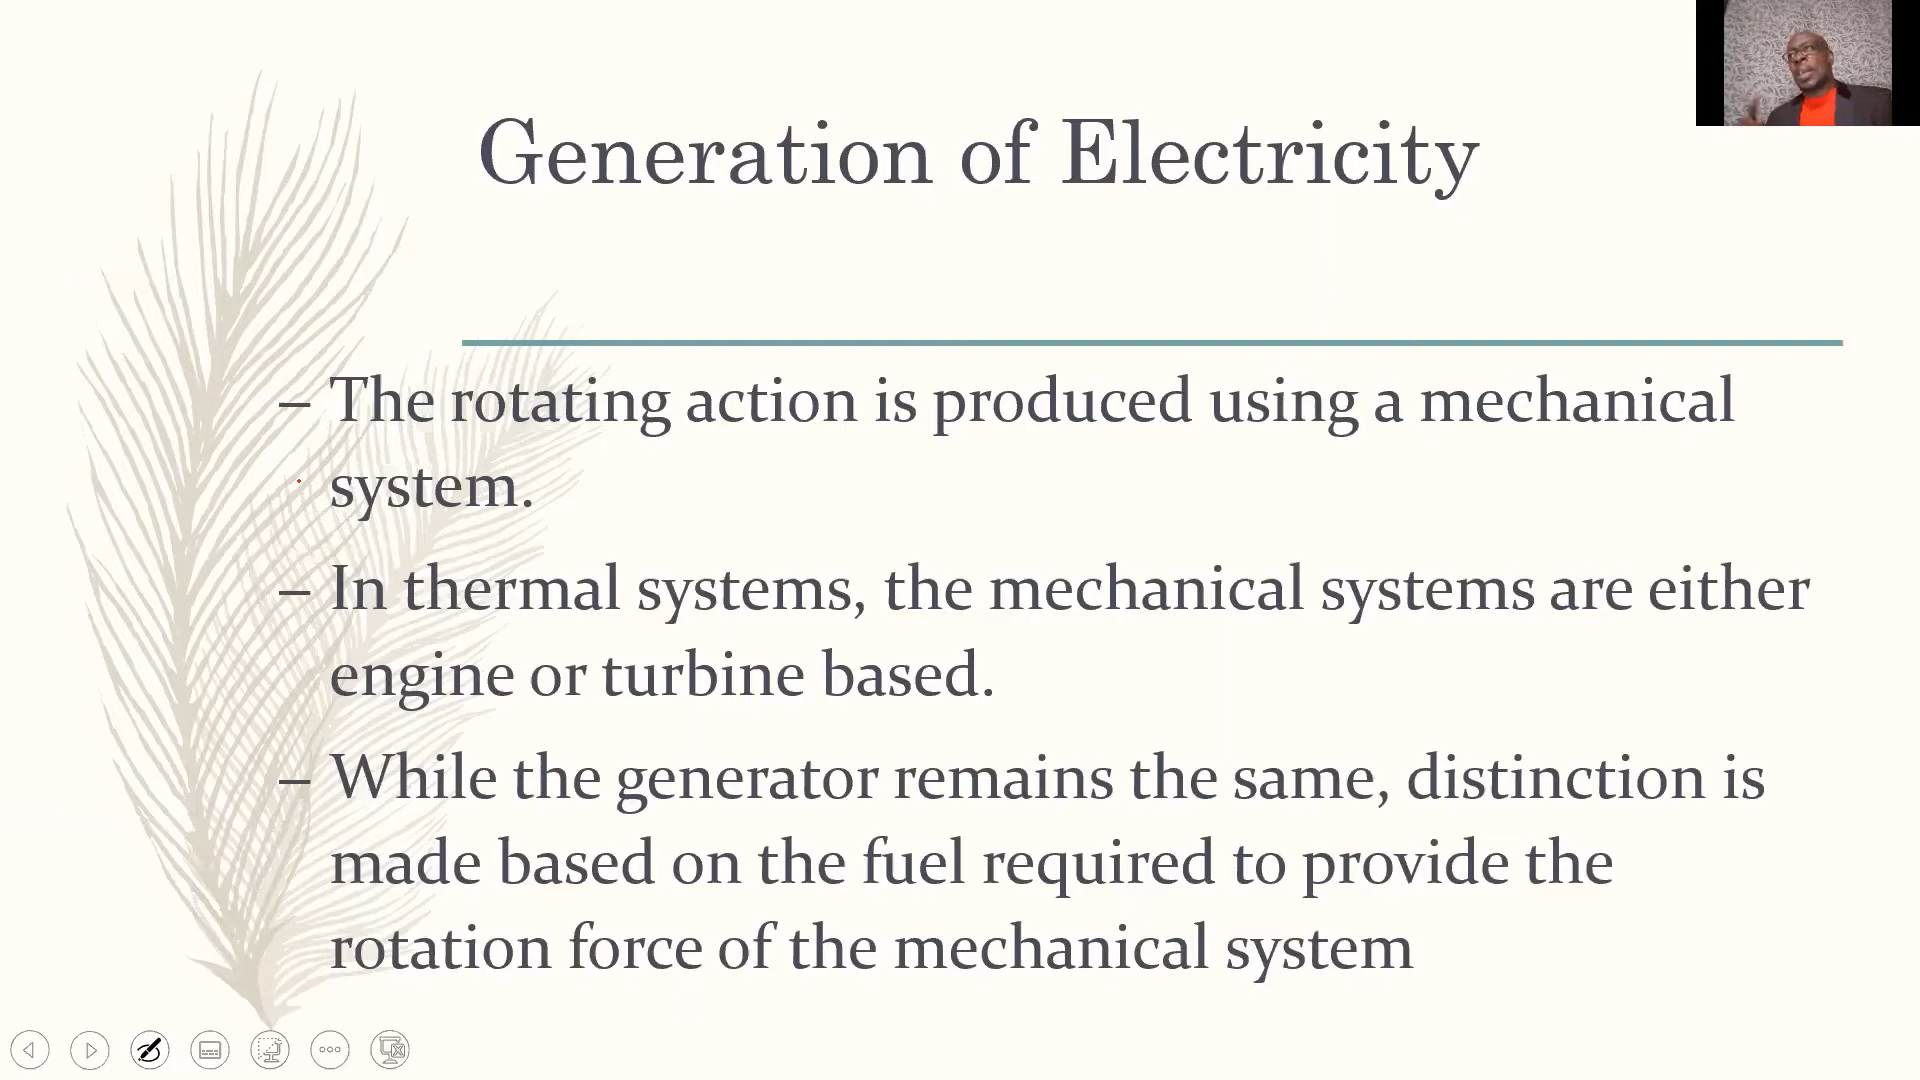 Generation of Electricity
– The rotating action is produced using a mechanical
system.
– In thermal systems, the mechanical systems are either
engine or turbine based.
– While the generator remains the same, distinction is
made based on the fuel required to provide the
rotation force of the mechanical system